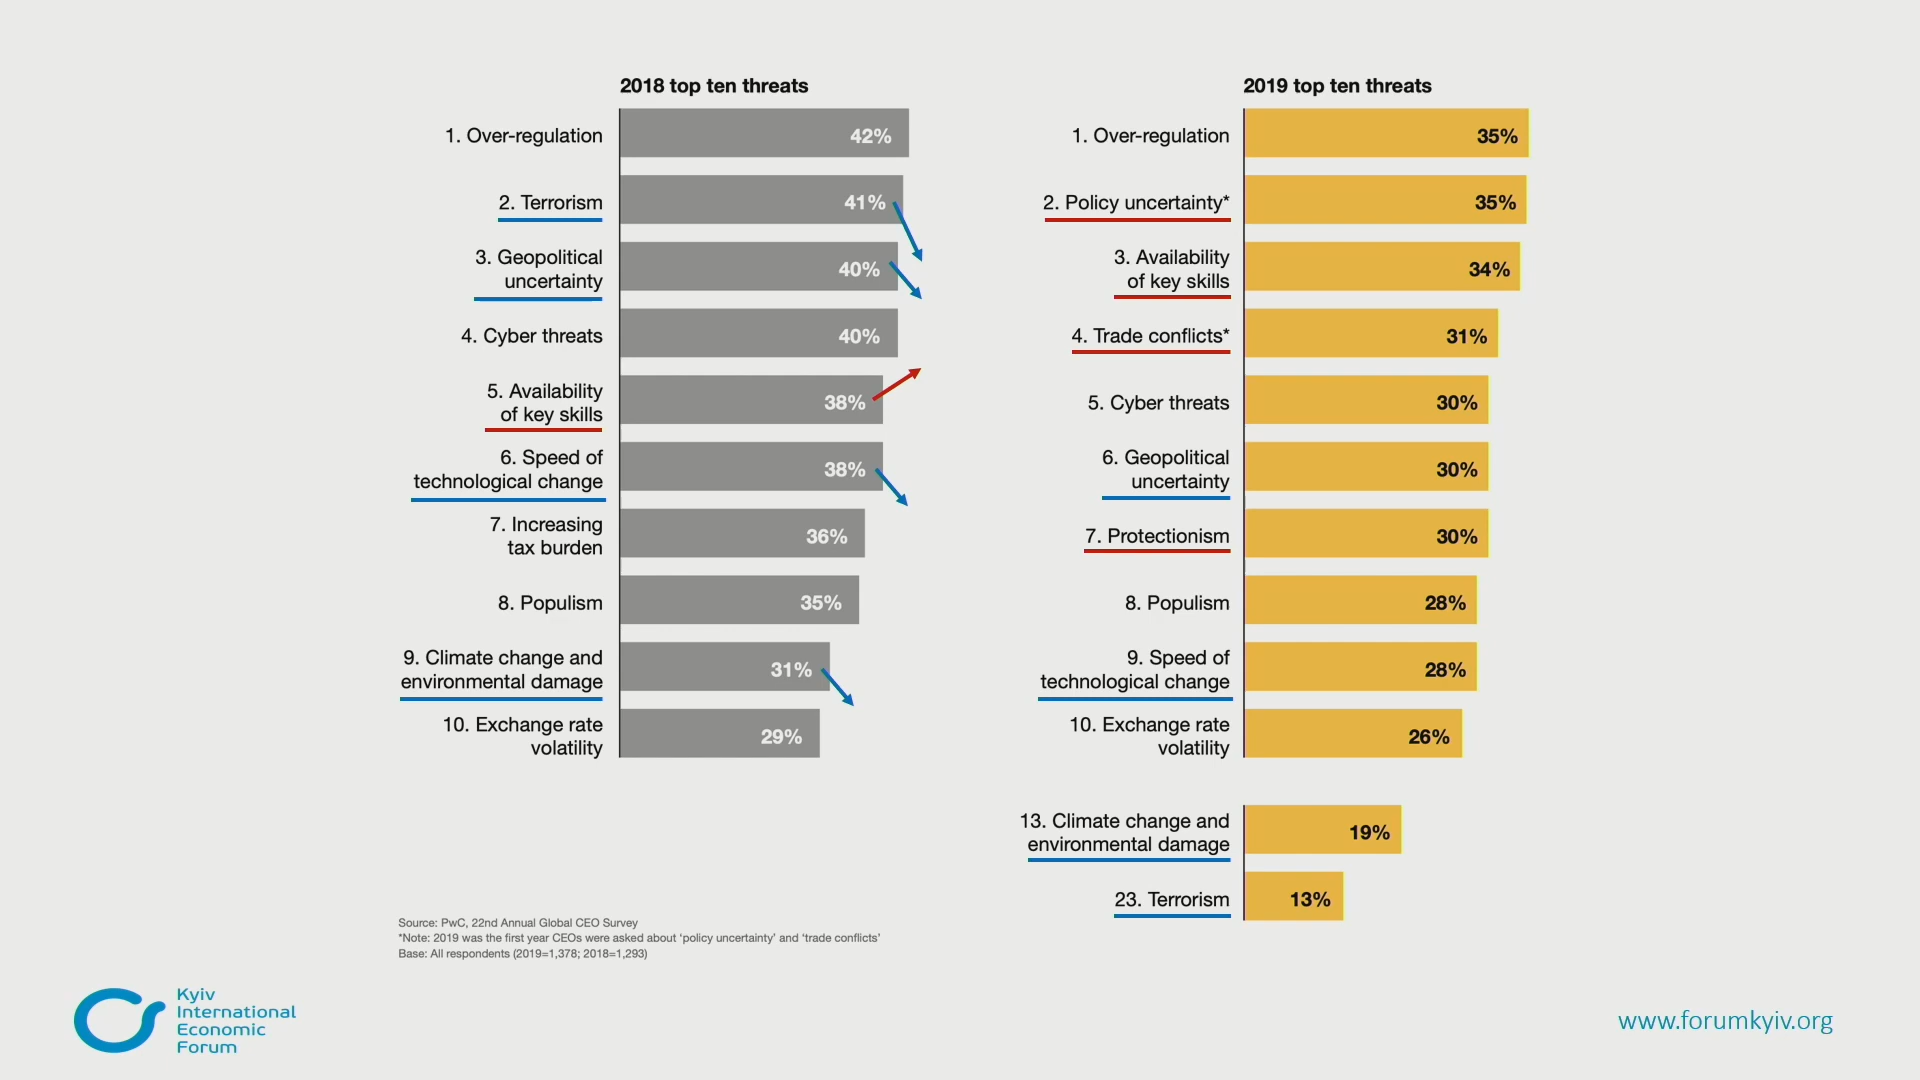 2018 top ten threats
1. Over-regulation
42%
2. Terrorism
41%
3. Geopolitical
uncertainty
40%
4. Cyber threats
40%
5. Availability
of key skills
38%
6. Speed of
technological change
38%
7. Increasing
tax burden
36%
8. Populism
35%
9. Climate change and
environmental damage
31%
10. Exchange rate
volatility
29%
2019 top ten threats
1. Over-regulation
35%
2. Policy uncertainty*
35%
3. Availability
of key skills
34%
4. Trade conflicts*
31%
5. Cyber threats
30%
6. Geopolitical
uncertainty
30%
7. Protectionism
30%
8. Populism
28%
9. Speed of
technological change
28%
10. Exchange rate
volatility
26%
13. Climate change and
environmental damage
19%
23. Terrorism
13%
Source: PwC, 22nd Annual Global CEO Survey
*Note: 2019 was the first year CEOs were asked about ‘policy uncertainty’ and ‘trade conflicts’
Base: All respondents (2019=1,378; 2018=1,293)
Kyiv
International
Economic
Forum
www.forumkyiv.org